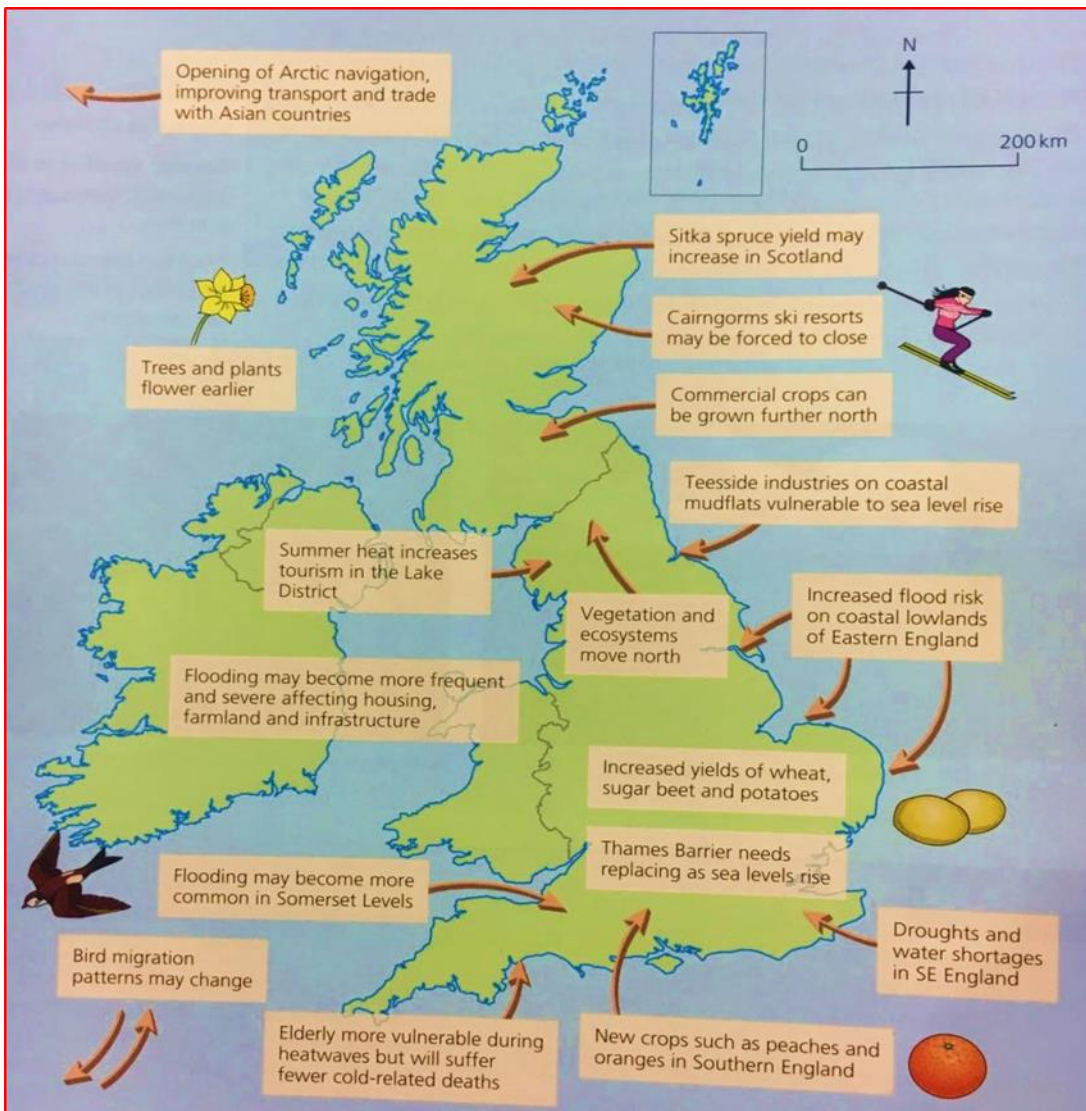 Opening of Arctic navigation,
improving transport and trade
with Asian countries
N
0
200 km
Sitka spruce yield may
increase in Scotland
Cairngorms ski resorts
may be forced to close
Trees and plants
flower earlier
Commercial crops can
be grown further north
Teesside industries on coastal
mudflats vulnerable to sea level rise
Summer heat increases
tourism in the Lake
District
Vegetation and
ecosystems
move north
Increased flood risk
on coastal lowlands
of Eastern England
Flooding may become more frequent
and severe affecting housing,
farmland and infrastructure
Increased yields of wheat,
sugar beet and potatoes
Thames Barrier needs
replacing as sea levels rise
Flooding may become more
common in Somerset Levels
Droughts and
water shortages
in SE England
Bird migration
patterns may change
Elderly more vulnerable during
heatwaves but will suffer
fewer cold-related deaths
New crops such as peaches and
oranges in Southern England